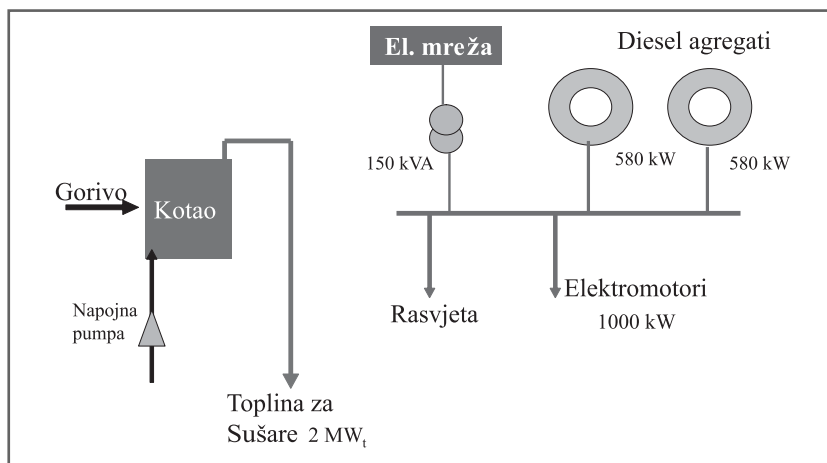 El. mreža
Diesel agregati
150 kVA
580 kW
580 kW
Gorivo
Kotao
Napojna
pumpa
Rasvjeta
Elektromotori
1000 kW
Toplina za
Sušare 2 MWₜ